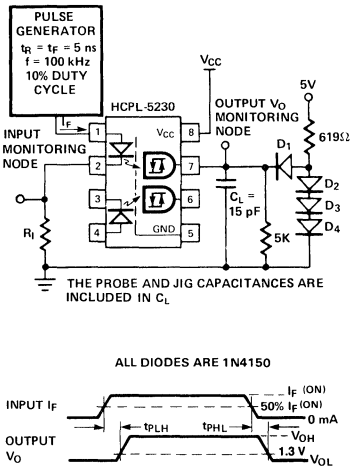 PULSE
GENERATOR
tR = tF = 5 ns
f = 100 kHz
10% DUTY
CYCLE
IF
HCPL-5230
VCC
OUTPUT VO
MONITORING
NODE
5V
INPUT
MONITORING
NODE
1
VCC
8
619Ω
D1
2
7
D2
3
6
CL =
15 pF
D3
4
GND
5
5K
D4
RI
THE PROBE AND JIG CAPACITANCES ARE
INCLUDED IN CL
ALL DIODES ARE 1N4150
INPUT IF
IF (ON)
50% IF (ON)
0 mA
tPLH
tPHL
OUTPUT
VO
VOH
1.3 V
VOL